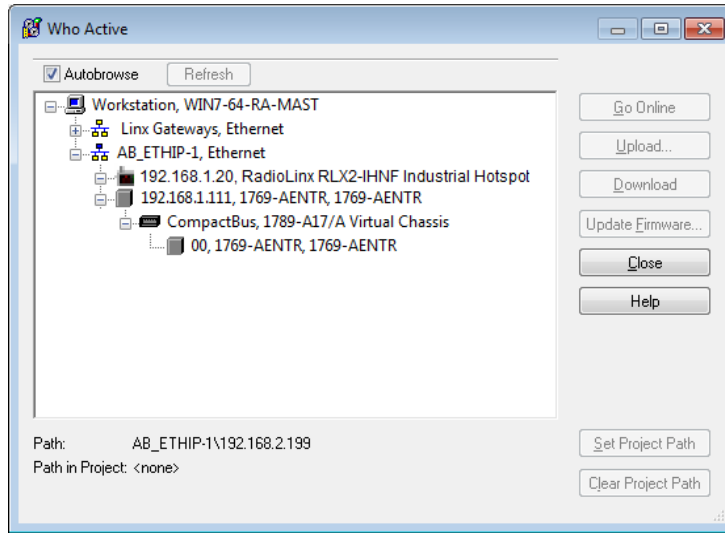 Who Active
Autobrowse Refresh
Workstation, WIN7-64-RA-MAST
Linx Gateways, Ethernet
AB_ETHIP-1, Ethernet
192.168.1.20, RadioLinx RLX2-IHNF Industrial Hotspot
192.168.1.111, 1769-AENTR, 1769-AENTR
CompactBus, 1789-A17/A Virtual Chassis
00, 1769-AENTR, 1769-AENTR
Go Online
Upload...
Download
Update Firmware...
Close
Help
Path: AB_ETHIP-1\192.168.2.199
Path in Project: <none>
Set Project Path
Clear Project Path